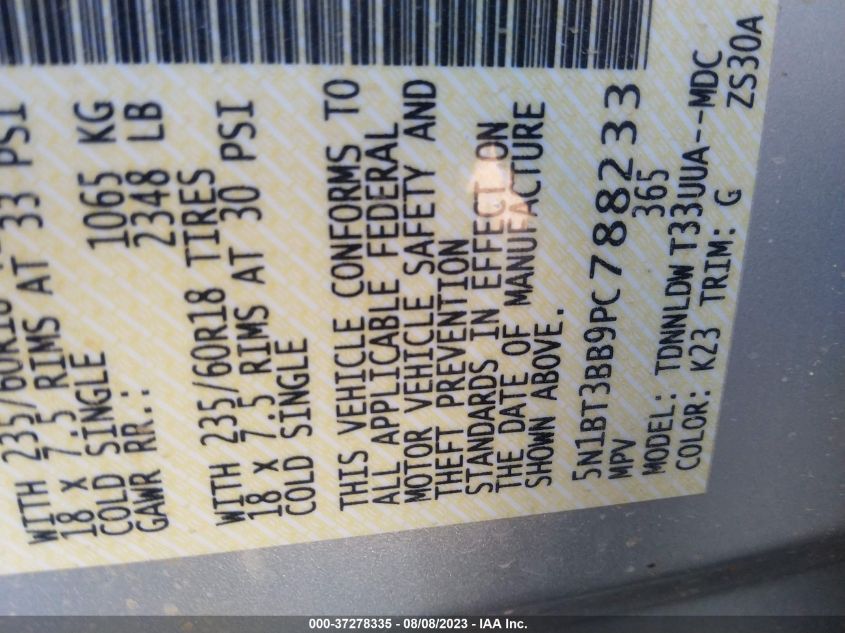 WITH 235/60R18
18 X 7.5 RIMS AT 33 PSI
COLD SINGLE
GAWR RR.: 1065 KG
2348 LB
WITH 235/60R18 TIRES
18 X 7.5 RIMS AT 30 PSI
COLD SINGLE
THIS VEHICLE CONFORMS TO
ALL APPLICABLE FEDERAL
MOTOR VEHICLE SAFETY AND
THEFT PREVENTION
STANDARDS IN EFFECT ON
THE DATE OF MANUFACTURE
SHOWN ABOVE.
5N1BT3BB9PC788233
MPV 365
MODEL: TDNNLDW T33UUA--MDC
COLOR: K23 TRIM: G ZS30A
000-37278335 - 08/08/2023 - IAA Inc.